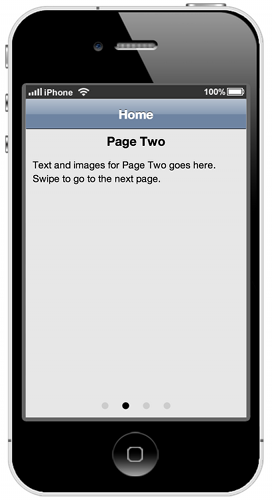 iPhone 100%
Home
Page Two
Text and images for Page Two goes here.
Swipe to go to the next page.